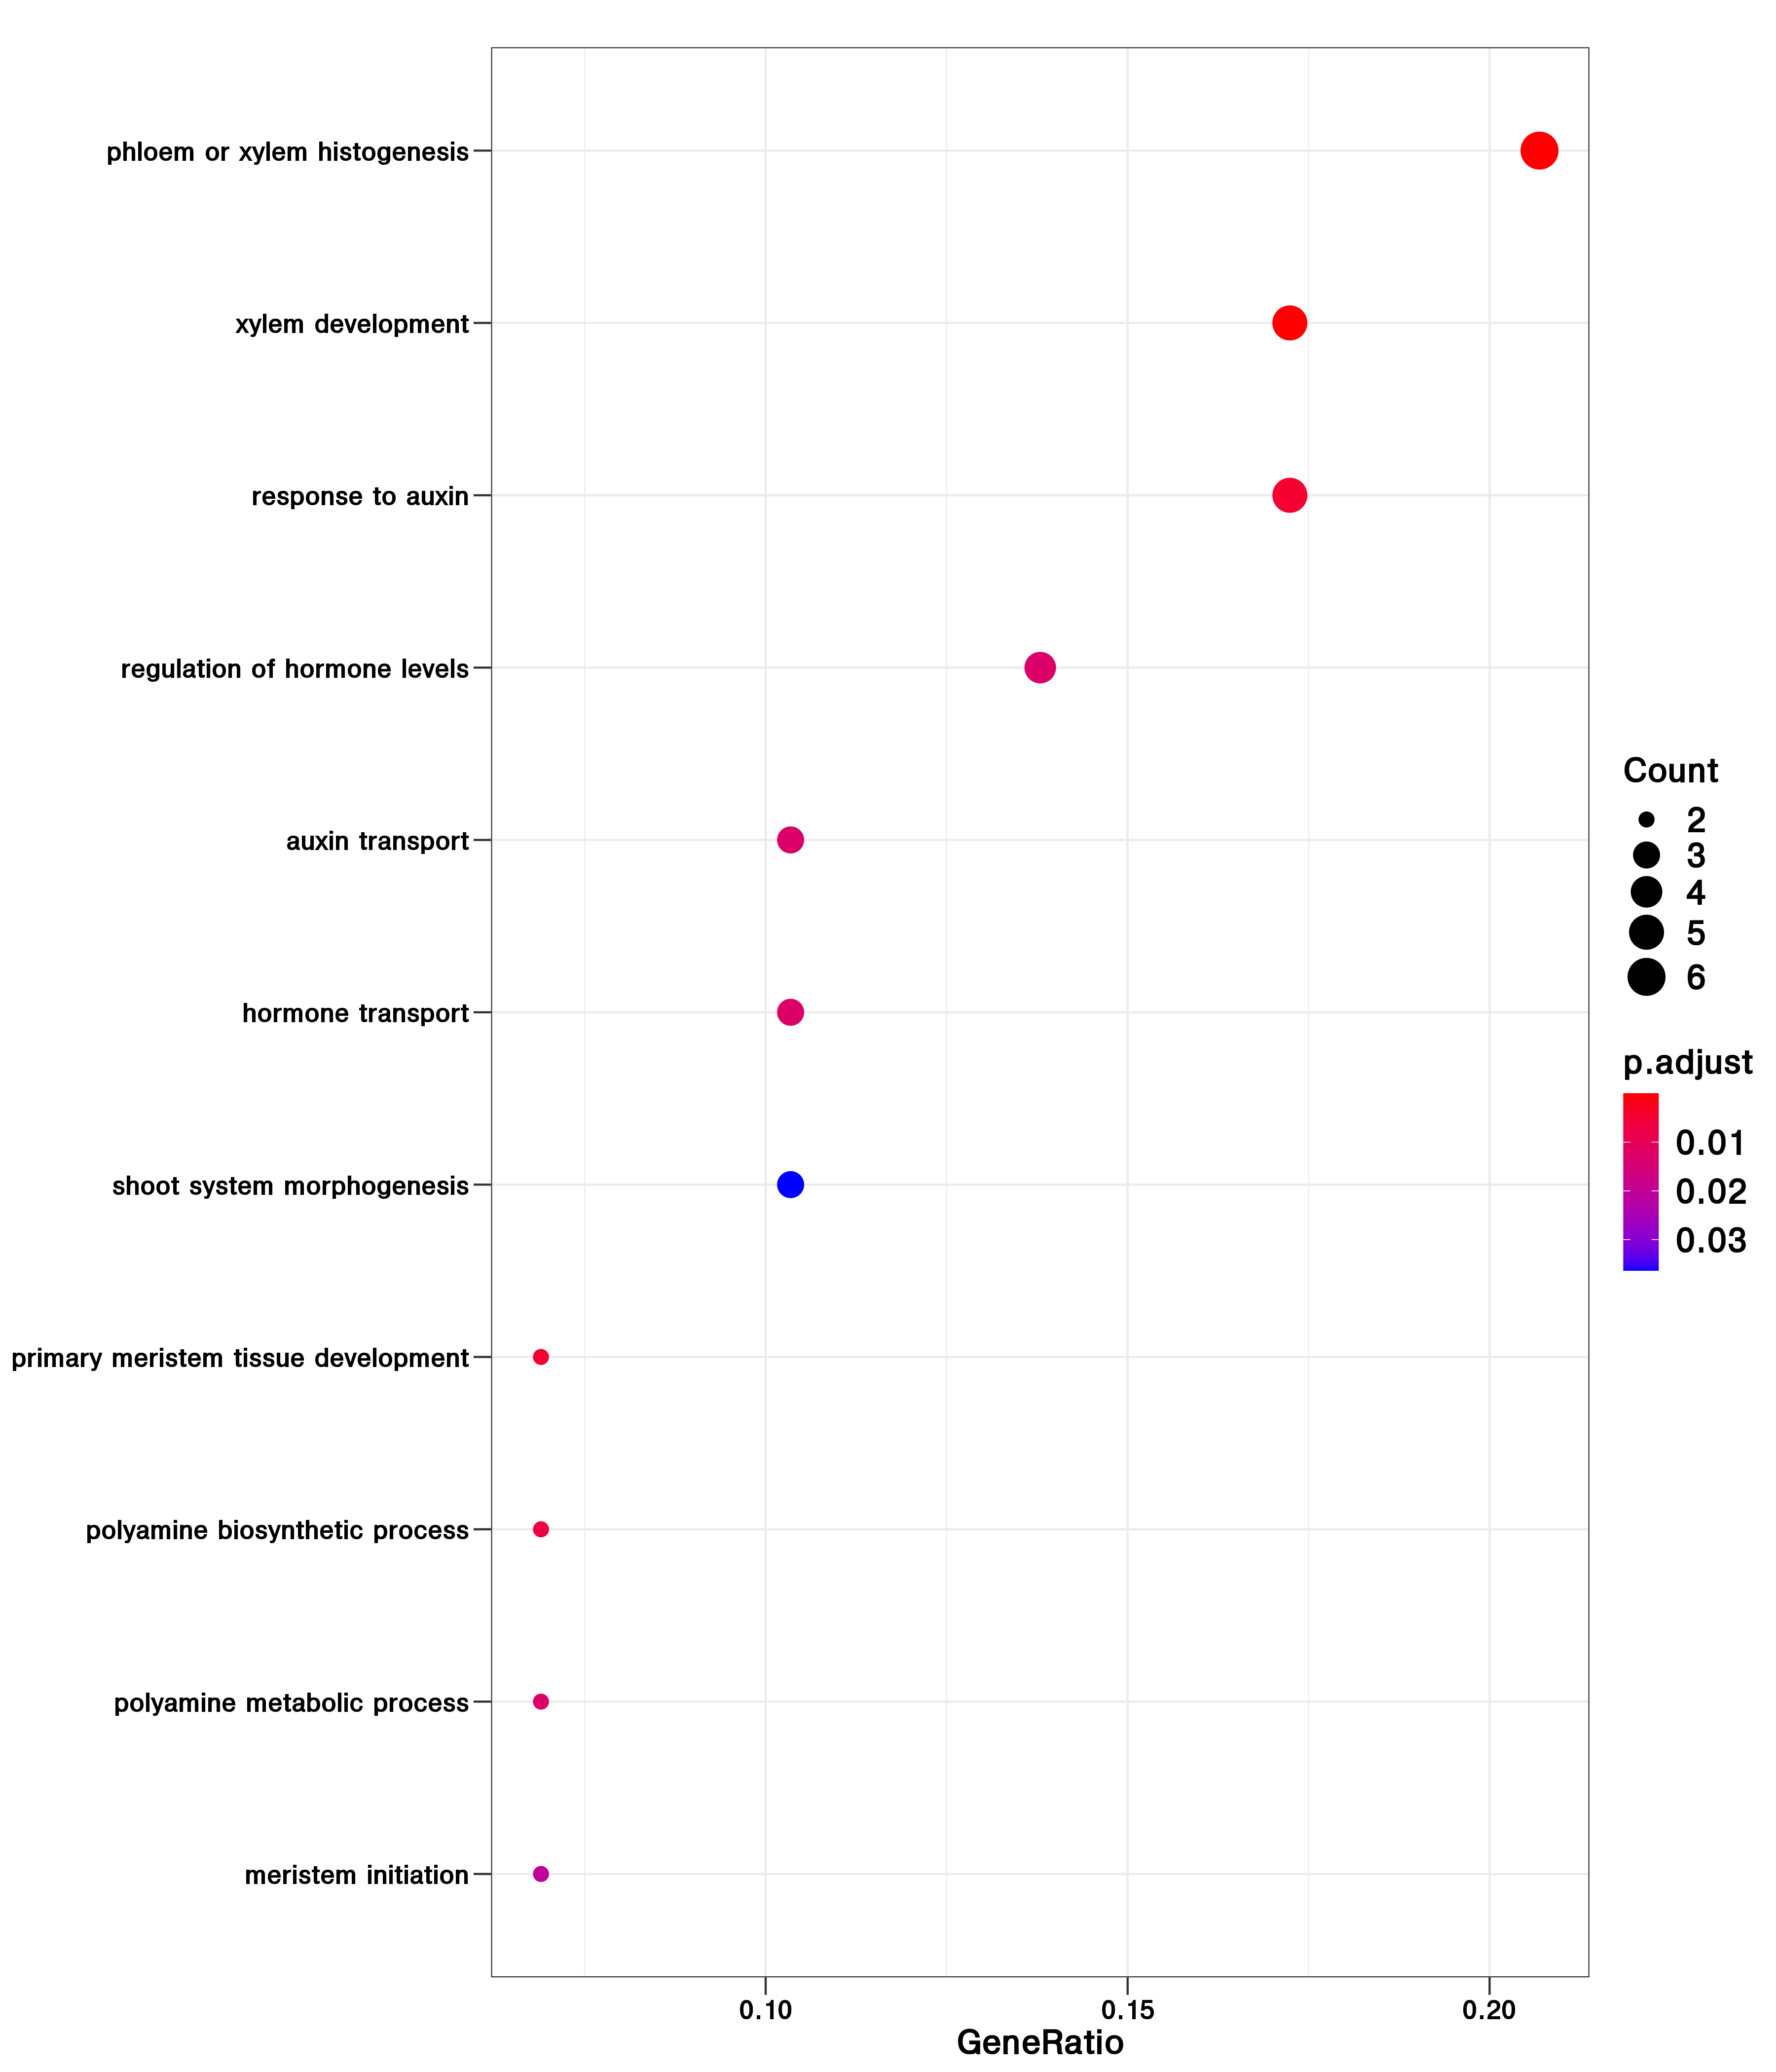 phloem or xylem histogenesis
xylem development
response to auxin
regulation of hormone levels
auxin transport
hormone transport
shoot system morphogenesis
primary meristem tissue development
polyamine biosynthetic process
polyamine metabolic process
meristem initiation
0.10 0.15 0.20
GeneRatio
Count
2
3
4
5
6
p.adjust
0.01
0.02
0.03